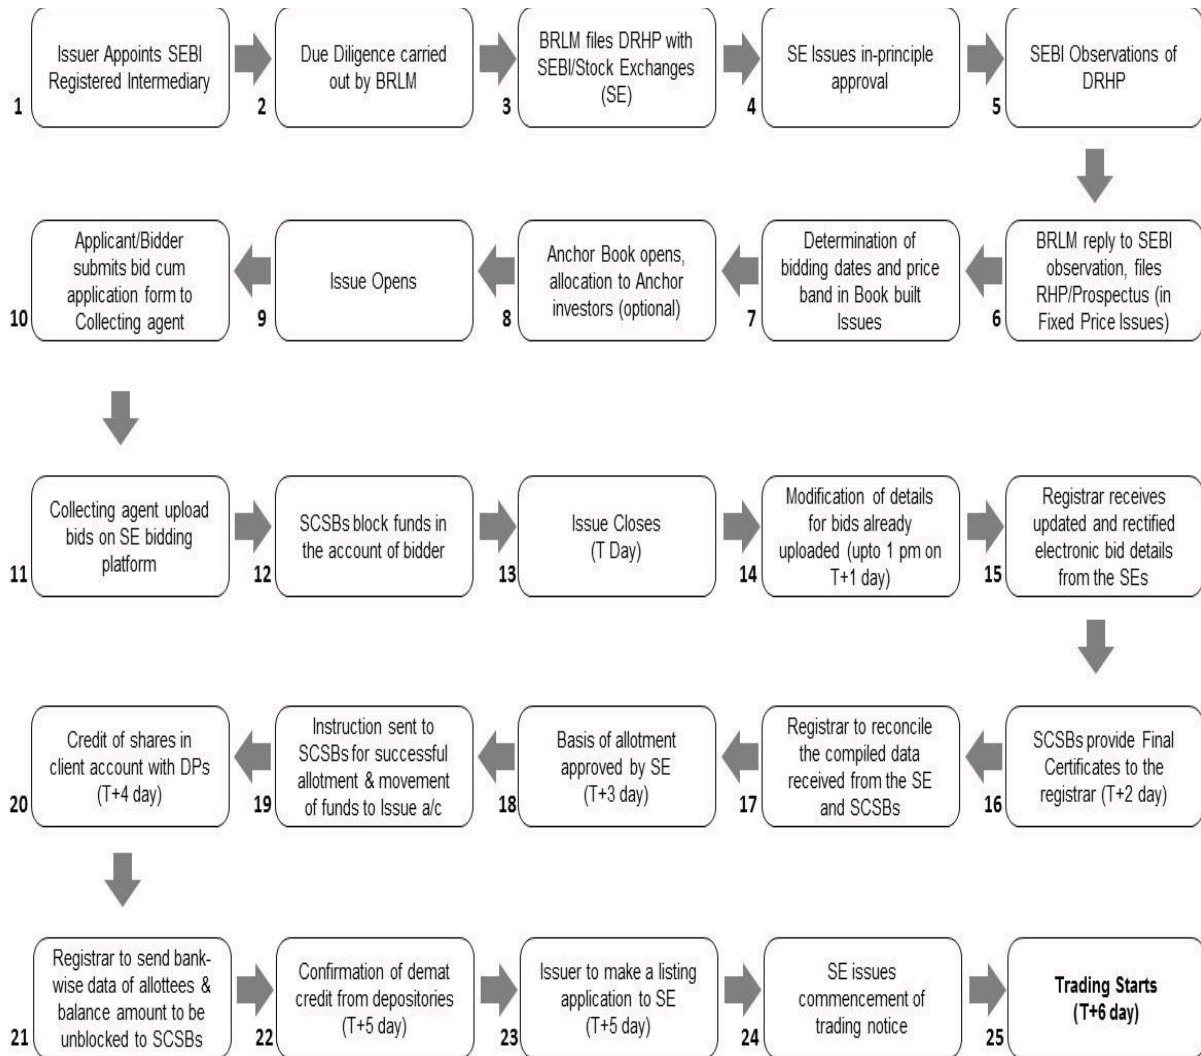 Issuer Appoints SEBI
Registered Intermediary
1
Due Diligence carried
out by BRLM
2
BRLM files DRHP with
SEBI/Stock Exchanges
(SE)
3
SE Issues in-principle
approval
4
SEBI Observations of
DRHP
5
BRLM reply to SEBI
observation, files
RHP/Prospectus (in
Fixed Price Issues)
6
Determination of
bidding dates and price
band in Book built
Issues
7
Anchor Book opens,
allocation to Anchor
investors (optional)
8
Issue Opens
9
Applicant/Bidder
submits bid cum
application form to
Collecting agent
10
Collecting agent upload
bids on SE bidding
platform
11
SCSBs block funds in
the account of bidder
12
Issue Closes
(T Day)
13
Modification of details
for bids already
uploaded (upto 1 pm on
T+1 day)
14
Registrar receives
updated and rectified
electronic bid details
from the SEs
15
SCSBs provide Final
Certificates to the
registrar (T+2 day)
16
Registrar to reconcile
the compiled data
received from the SE
and SCSBs
17
Basis of allotment
approved by SE
(T+3 day)
18
Instruction sent to
SCSBs for successful
allotment & movement
of funds to Issue a/c
19
Credit of shares in
client account with DPs
(T+4 day)
20
Registrar to send bank-
wise data of allottees &
balance amount to be
unblocked to SCSBs
21
Confirmation of demat
credit from depositories
(T+5 day)
22
Issuer to make a listing
application to SE
(T+5 day)
23
SE issues
commencement of
trading notice
24
Trading Starts
(T+6 day)
25